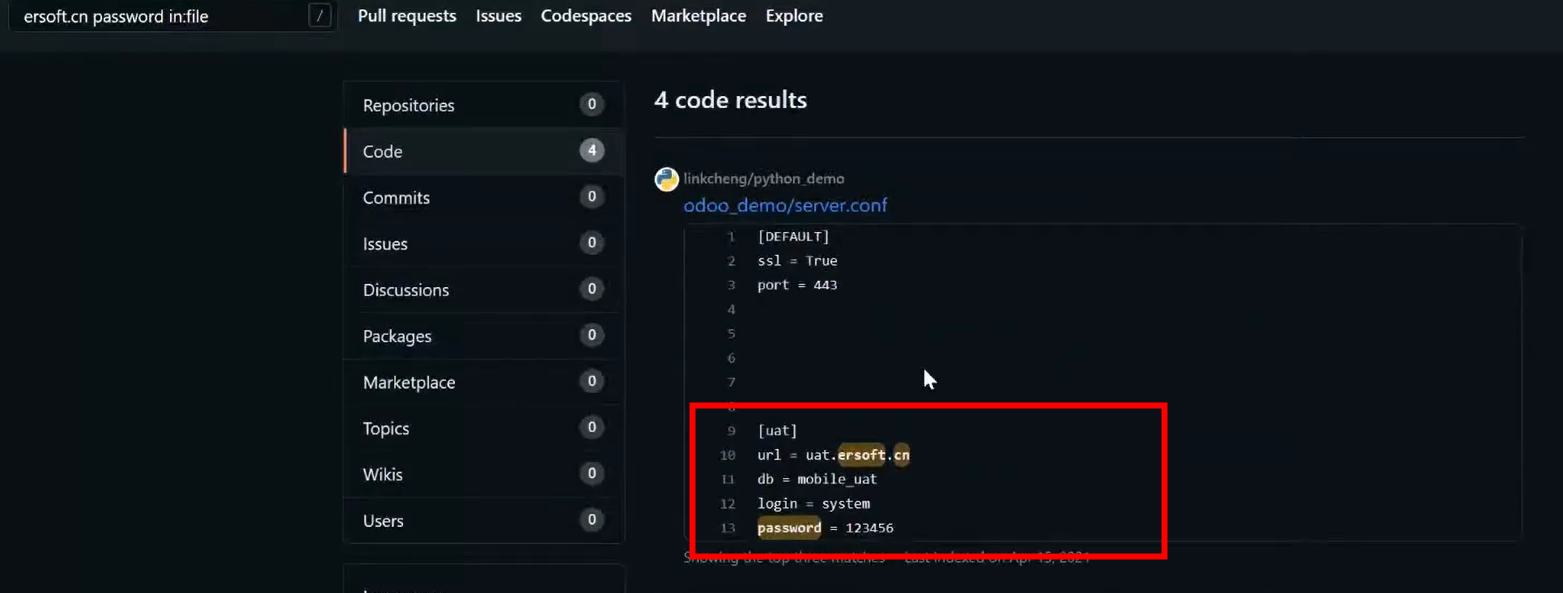 ersoft.cn password in:file
/
Pull requests Issues Codespaces Marketplace Explore
Repositories 0
Code 4
Commits 0
Issues 0
Discussions 0
Packages 0
Marketplace 0
Topics 0
Wikis 0
Users 0
4 code results
linkcheng/python_demo
odoo_demo/server.conf
1 [DEFAULT]
2 ssl = True
3 port = 443
4
5
6
7
8
9 [uat]
10 url = uat.ersoft.cn
11 db = mobile_uat
12 login = system
13 password = 123456
Showing the top three matches Last indexed on Apr 15, 2021